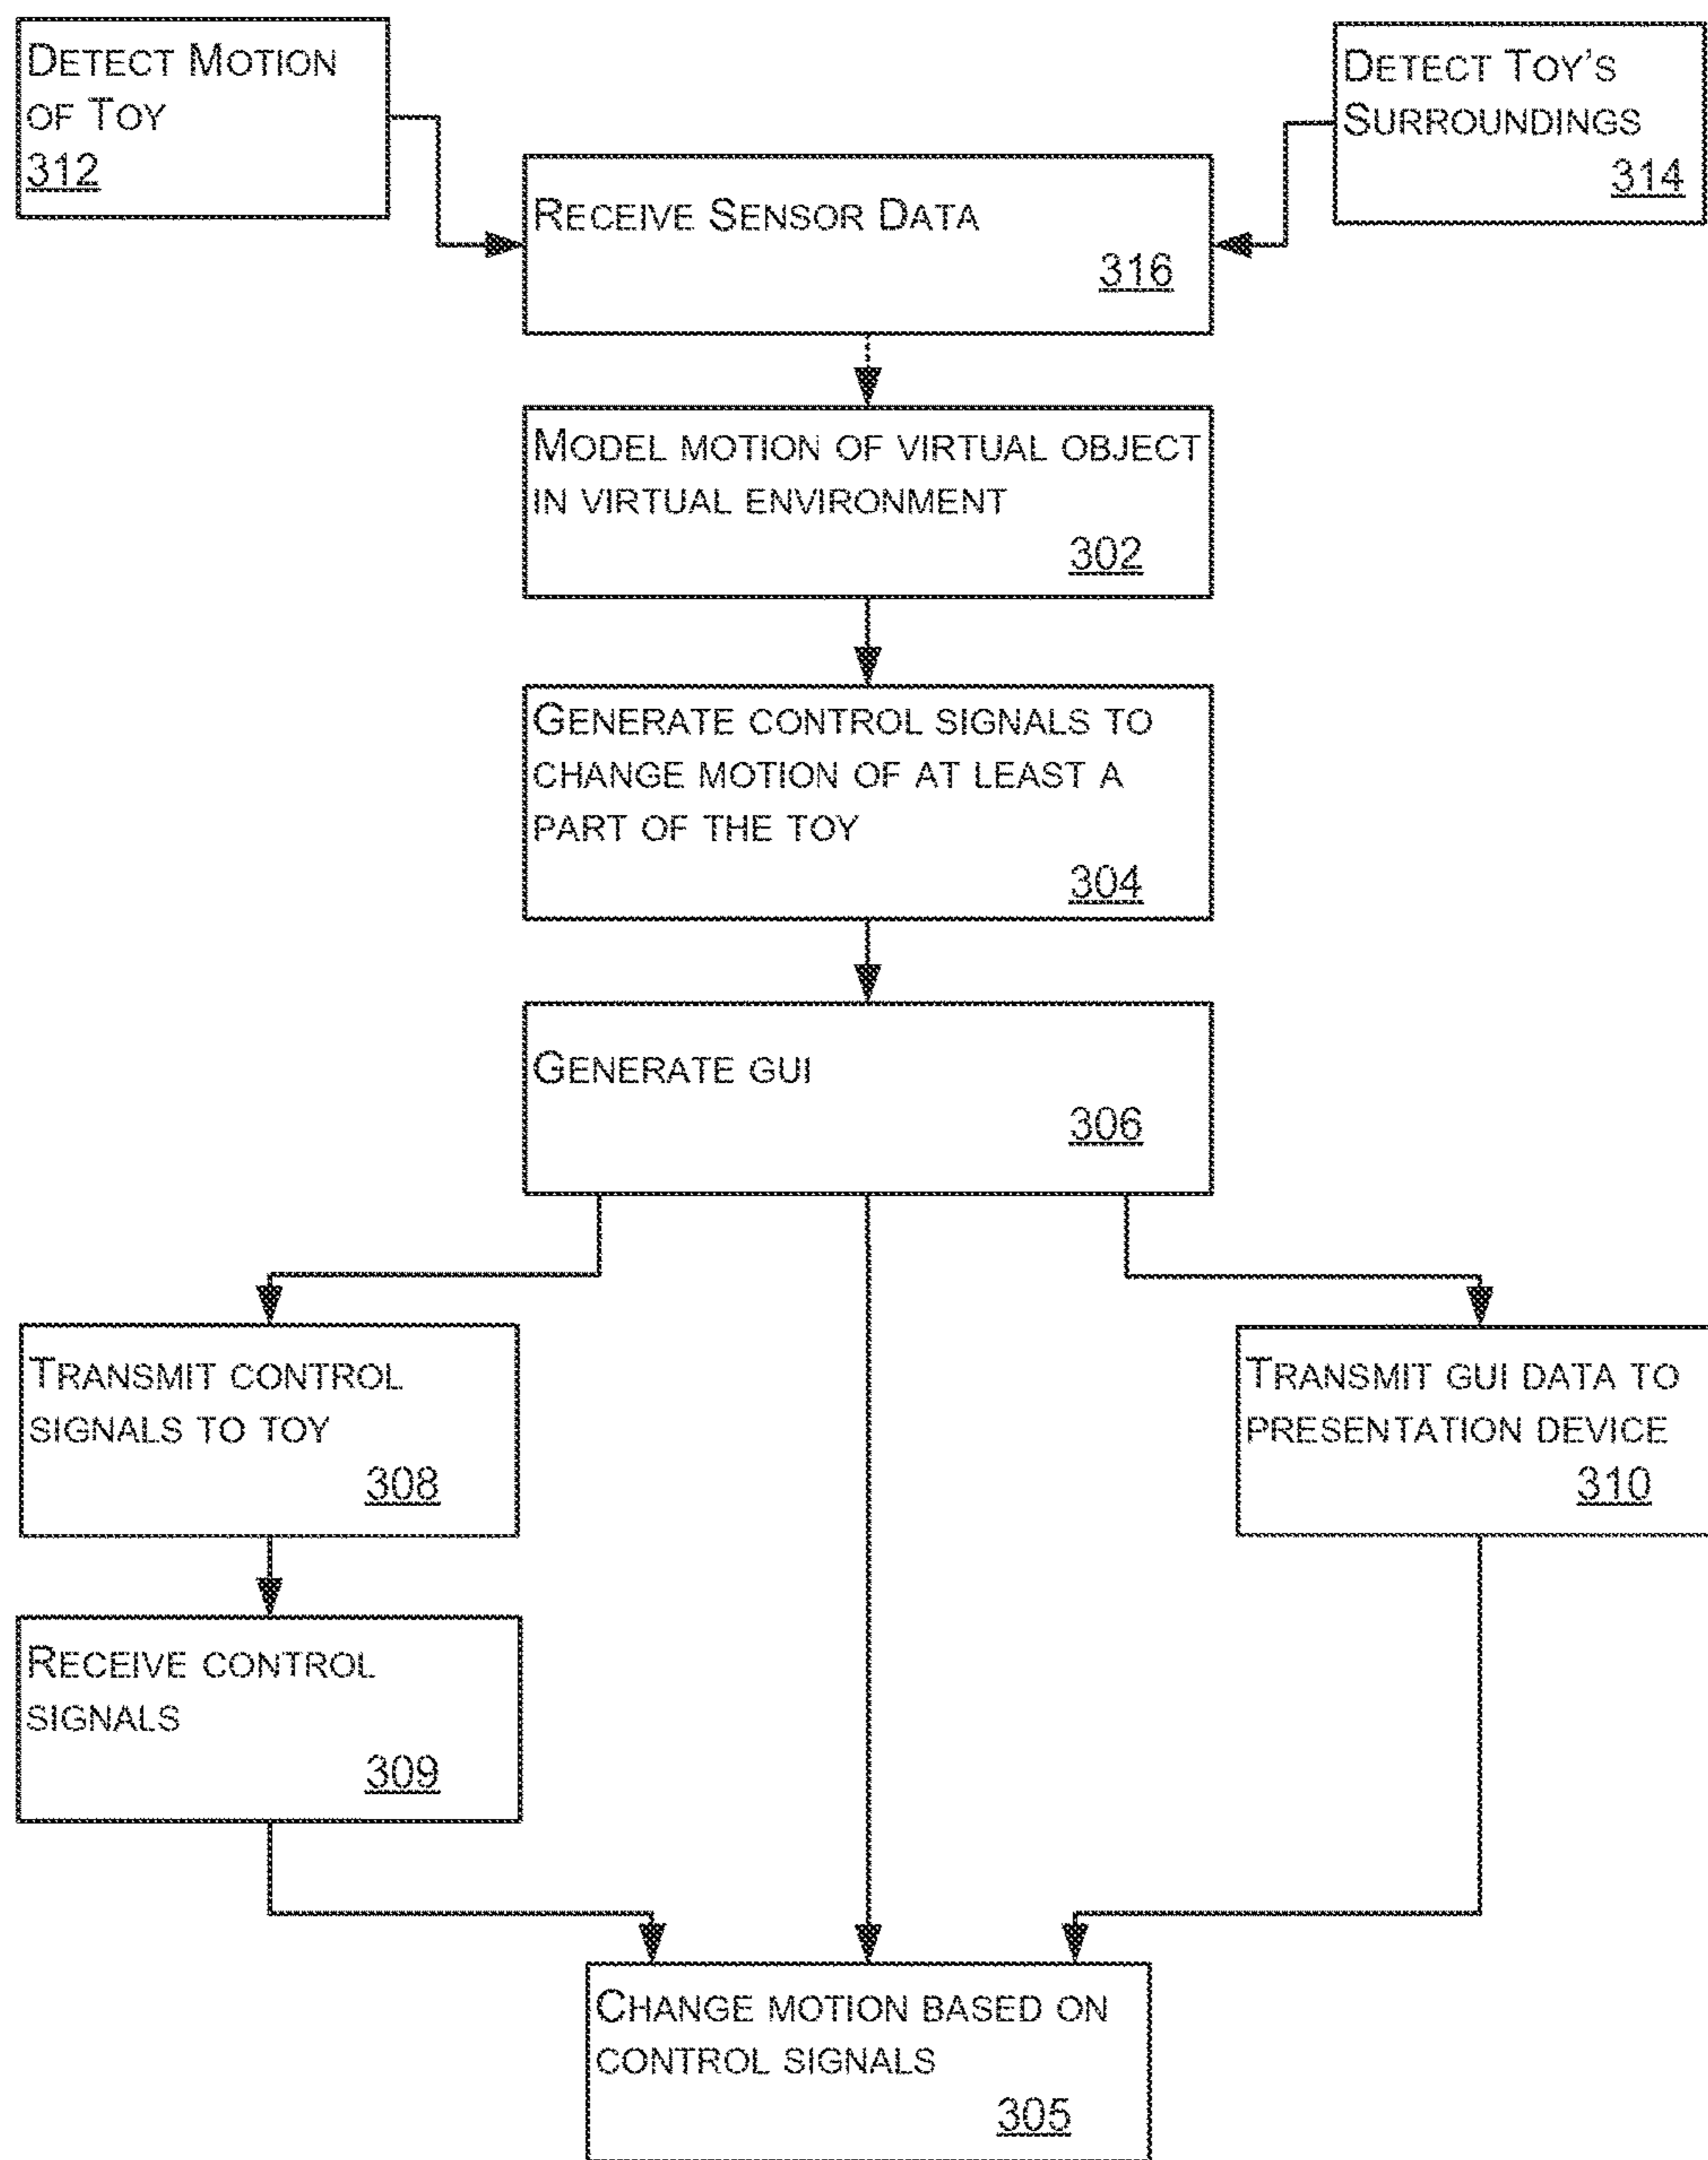 DETECT MOTION
OF TOY
312
DETECT TOY'S
SURROUNDINGS
314
RECEIVE SENSOR DATA
316
MODEL MOTION OF VIRTUAL OBJECT
IN VIRTUAL ENVIRONMENT
302
GENERATE CONTROL SIGNALS TO
CHANGE MOTION OF AT LEAST A
PART OF THE TOY
304
GENERATE GUI
306
TRANSMIT CONTROL
SIGNALS TO TOY
308
TRANSMIT GUI DATA TO
PRESENTATION DEVICE
310
RECEIVE CONTROL
SIGNALS
309
CHANGE MOTION BASED ON
CONTROL SIGNALS
305